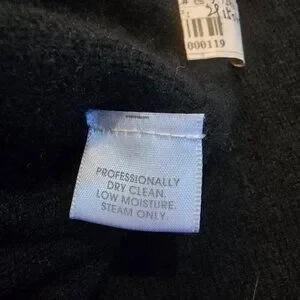 000119
PROFESSIONALLY
DRY CLEAN.
LOW MOISTURE.
STEAM ONLY